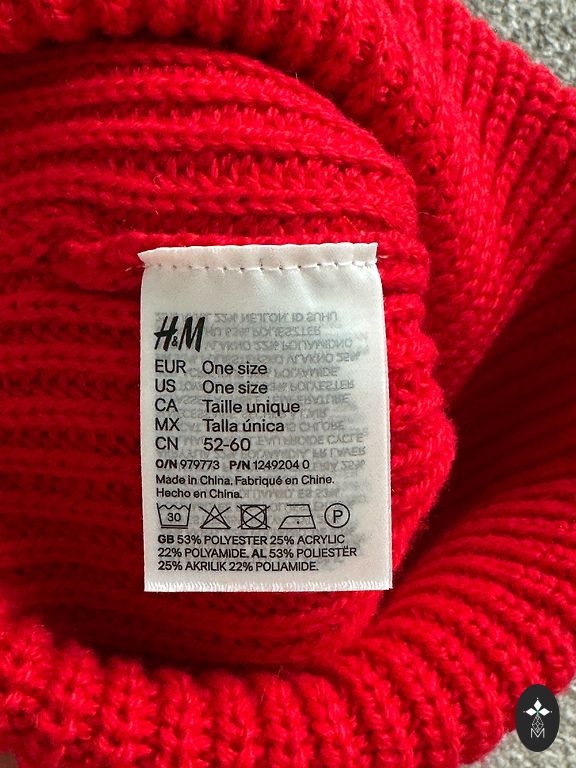 H&M
EUR One size
US One size
CA Taille unique
MX Talla única
CN 52-60
O/N 979773 P/N 1249204 0
Made in China. Fabriqué en Chine.
Hecho en China.
30 P
GB 53% POLYESTER 25% ACRYLIC
22% POLYAMIDE. AL 53% POLIESTËR
25% AKRILIK 22% POLIAMIDE.
M